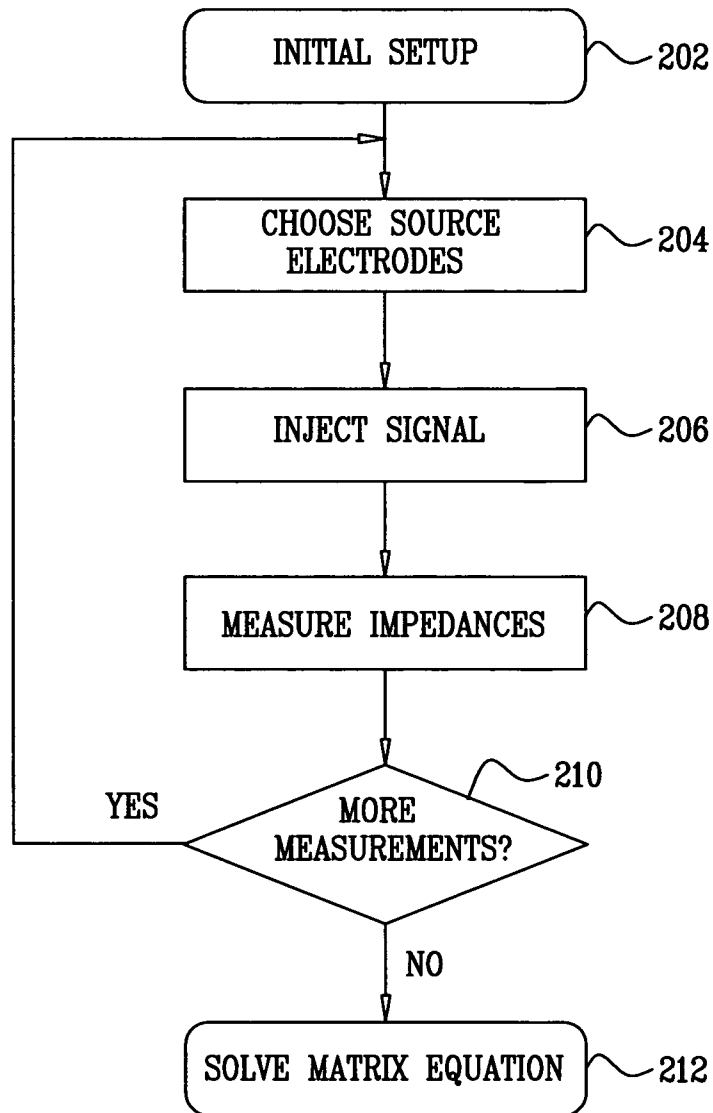 INITIAL SETUP
202
CHOOSE SOURCE
ELECTRODES
204
INJECT SIGNAL
206
MEASURE IMPEDANCES
208
210
YES
MORE
MEASUREMENTS?
NO
SOLVE MATRIX EQUATION
212